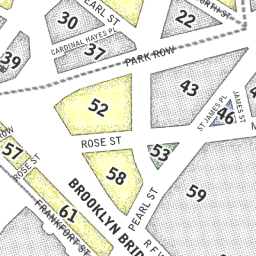 PEARL ST
30
22
CARDINAL HAYES PL
37
39
PARK ROW
43
52
ST JAMES PL
46
JAMES ST
ROSE ST
53
57
58
ROSE ST
59
61
FRANKFORT ST
BROOKLYN BRI
PEARL ST